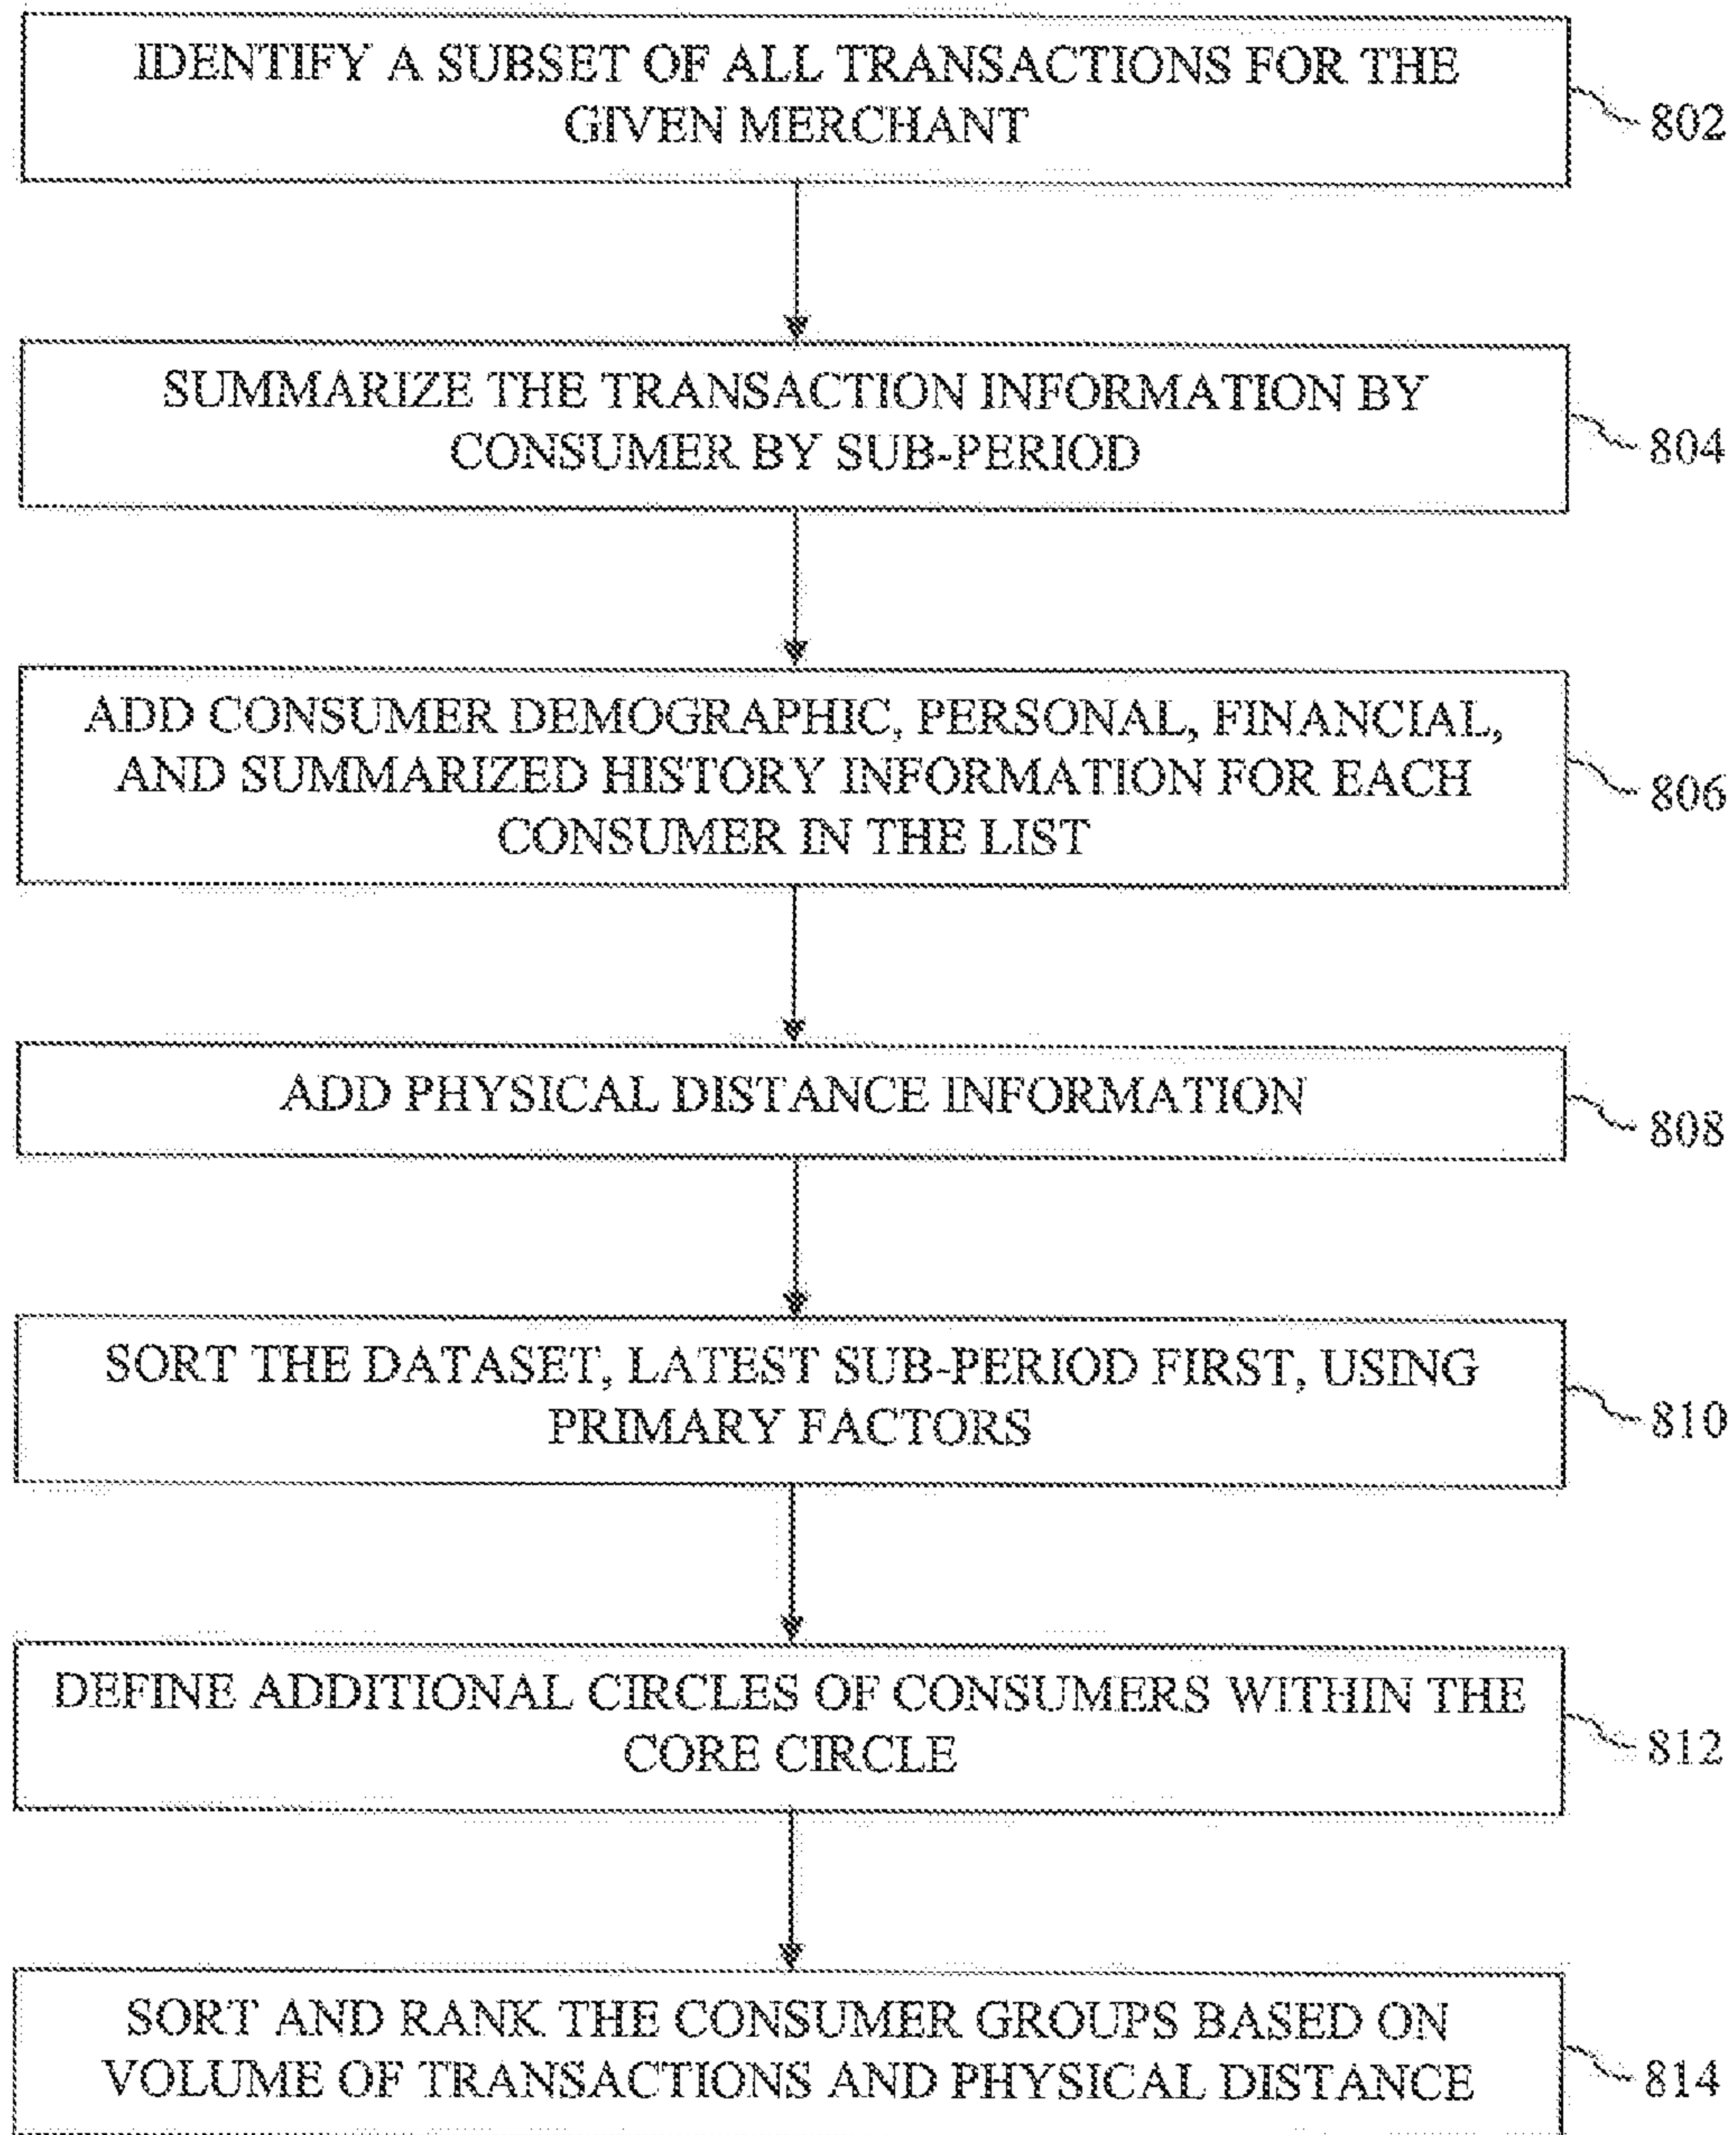 IDENTIFY A SUBSET OF ALL TRANSACTIONS FOR THE
GIVEN MERCHANT
802
SUMMARIZE THE TRANSACTION INFORMATION BY
CONSUMER BY SUB-PERIOD
804
ADD CONSUMER DEMOGRAPHIC, PERSONAL, FINANCIAL,
AND SUMMARIZED HISTORY INFORMATION FOR EACH
CONSUMER IN THE LIST
806
ADD PHYSICAL DISTANCE INFORMATION
808
SORT THE DATASET, LATEST SUB-PERIOD FIRST, USING
PRIMARY FACTORS
810
DEFINE ADDITIONAL CIRCLES OF CONSUMERS WITHIN THE
CORE CIRCLE
812
SORT AND RANK THE CONSUMER GROUPS BASED ON
VOLUME OF TRANSACTIONS AND PHYSICAL DISTANCE
814